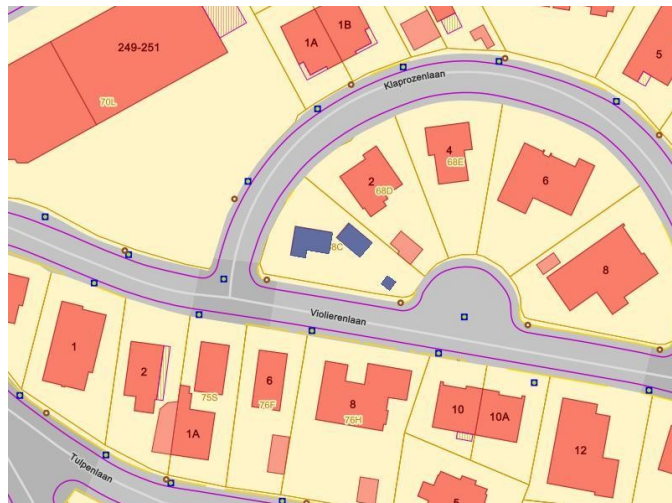 249-251
1A
1B
5
70L
Klaprozenlaan
4
68E
2
68D
6
8C
8
Violierenlaan
1
2
75S
6
76F
8
76H
10
10A
12
1A
Tulpenlaan
5